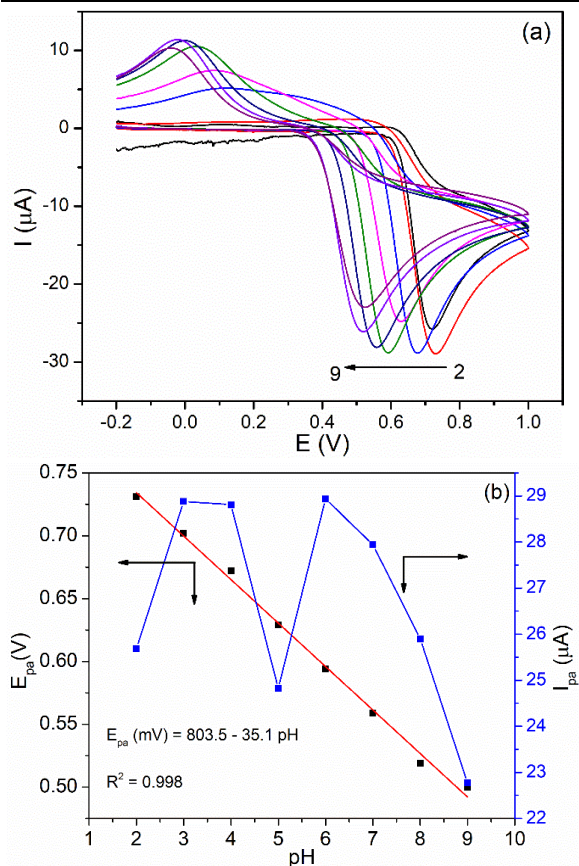 (a)
10
0
-10
-20
-30
I (μA)
9 2
-0.2 0.0 0.2 0.4 0.6 0.8 1.0
E (V)
(b)
0.75
0.70
0.65
0.60
0.55
0.50
E_pa(V)
29
28
27
26
25
24
23
22
I_pa (μA)
E_pa (mV) = 803.5 - 35.1 pH
R² = 0.998
1 2 3 4 5 6 7 8 9 10
pH